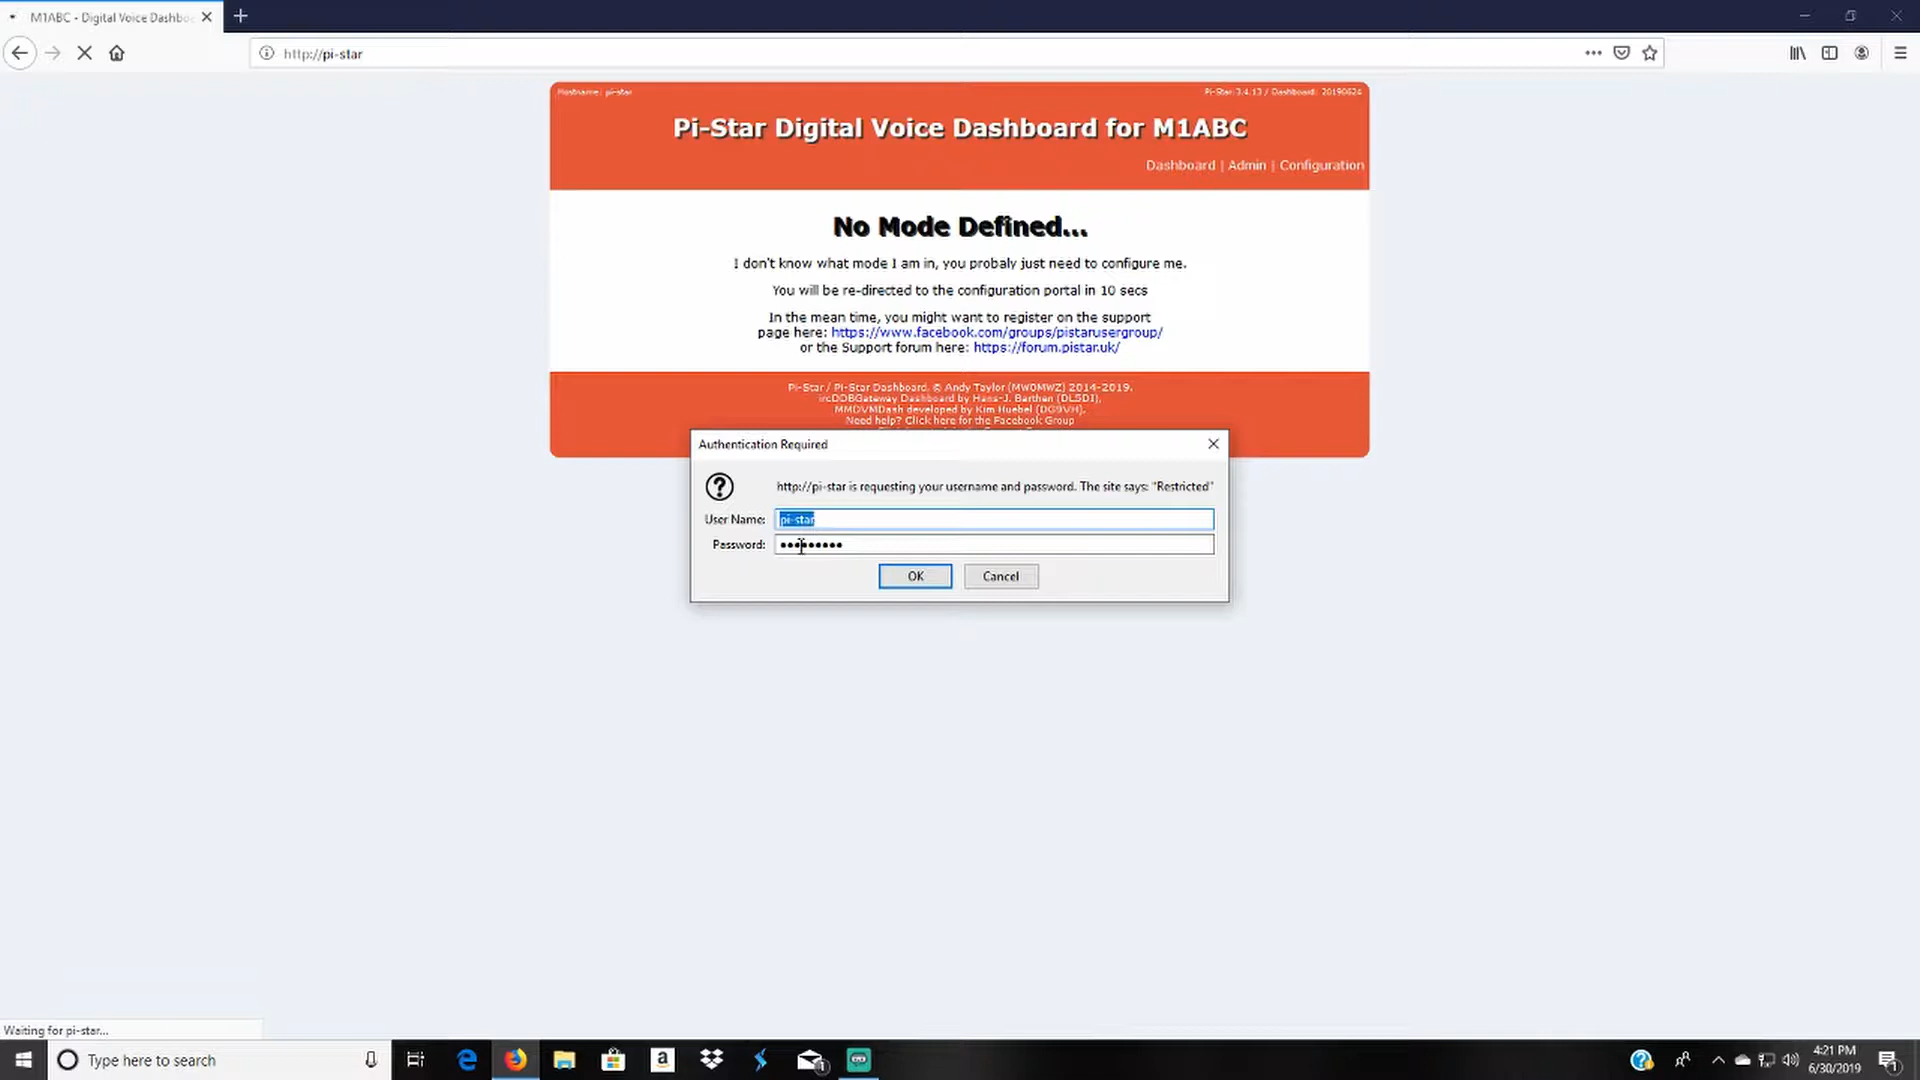 M1ABC - Digital Voice Dashbo
http://pi-star
Hostname: pi-star
Pi-Star:3.4.13 / Dashboard: 20190624
Pi-Star Digital Voice Dashboard for M1ABC
Dashboard | Admin | Configuration
No Mode Defined...
I don't know what mode I am in, you probaly just need to configure me.
You will be re-directed to the configuration portal in 10 secs
In the mean time, you might want to register on the support
page here: https://www.facebook.com/groups/pistarusergroup/
or the Support forum here: https://forum.pistar.uk/
Pi-Star / Pi-Star Dashboard, © Andy Taylor (MW0MWZ) 2014-2019.
ircDDBGateway Dashboard by Hans-J. Barthen (DL5DI),
MMDVMDash developed by Kim Huebel (DG9VH),
Need help? Click here for the Facebook Group
Authentication Required
http://pi-star is requesting your username and password. The site says: "Restricted"
User Name: pi-star
Password:
OK Cancel
Waiting for pi-star...
Type here to search
4:21 PM
6/30/2019